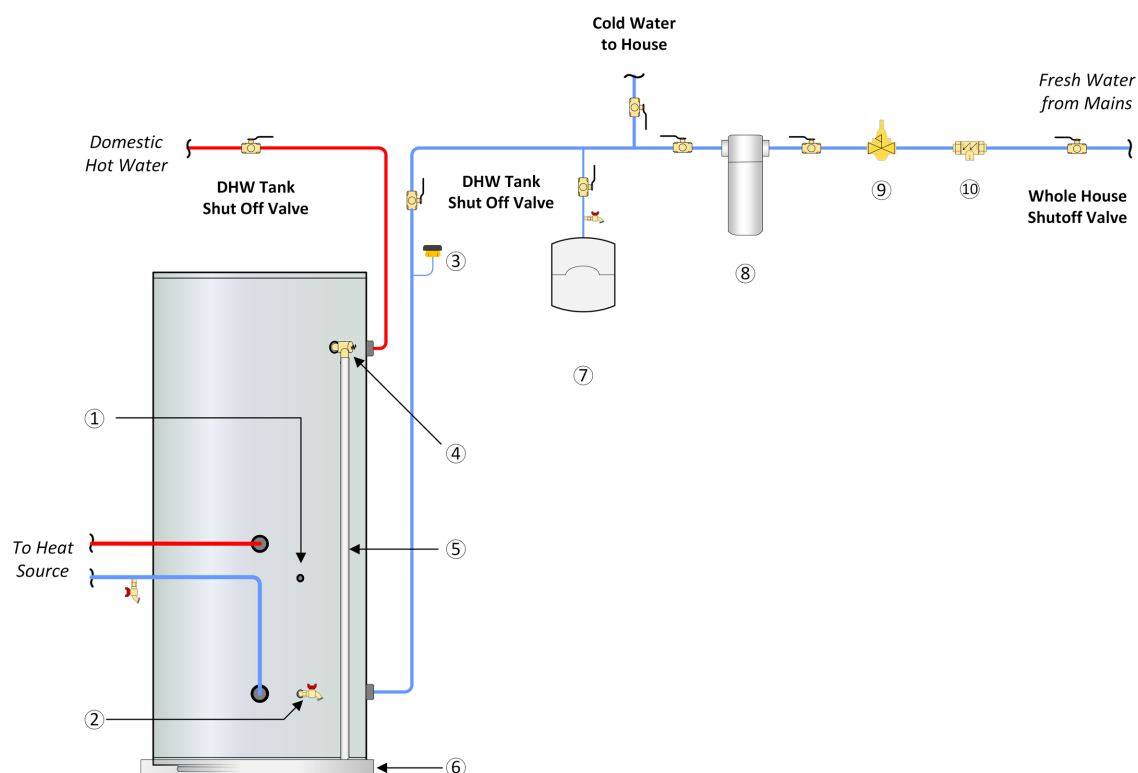 Cold Water
to House
Fresh Water
from Mains
Domestic
Hot Water
DHW Tank
Shut Off Valve
DHW Tank
Shut Off Valve
⑨
⑩
Whole House
Shutoff Valve
③
⑧
⑦
①
④
To Heat
Source
⑤
②
⑥